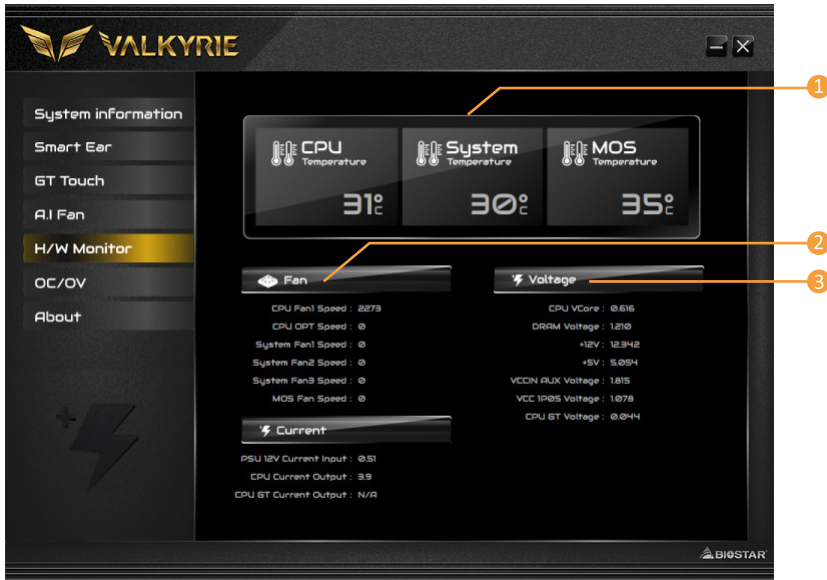 VALKYRIE
System information
Smart Ear
GT Touch
A.I Fan
H/W Monitor
OC/OV
About
1
CPU
Temperature
31°C
System
Temperature
30°C
MOS
Temperature
35°C
2
3
Fan
CPU Fan1 Speed : 2273
CPU OPT Speed : 0
System Fan1 Speed : 0
System Fan2 Speed : 0
System Fan3 Speed : 0
MOS Fan Speed : 0
Current
PSU 12V Current Input : 0.51
CPU Current Output : 3.9
CPU GT Current Output : N/A
Voltage
CPU VCore : 0.616
DRAM Voltage : 1.210
+12V : 12.342
+5V : 5.054
VCCIN AUX Voltage : 1.815
VCC 1P05 Voltage : 1.078
CPU GT Voltage : 0.044
BIOSTAR